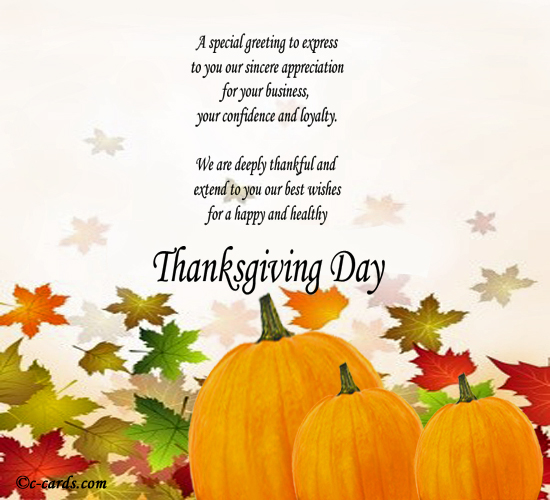 A special greeting to express
to you our sincere appreciation
for your business,
your confidence and loyalty.
We are deeply thankful and
extend to you our best wishes
for a happy and healthy
Thanksgiving Day
©c-cards.com